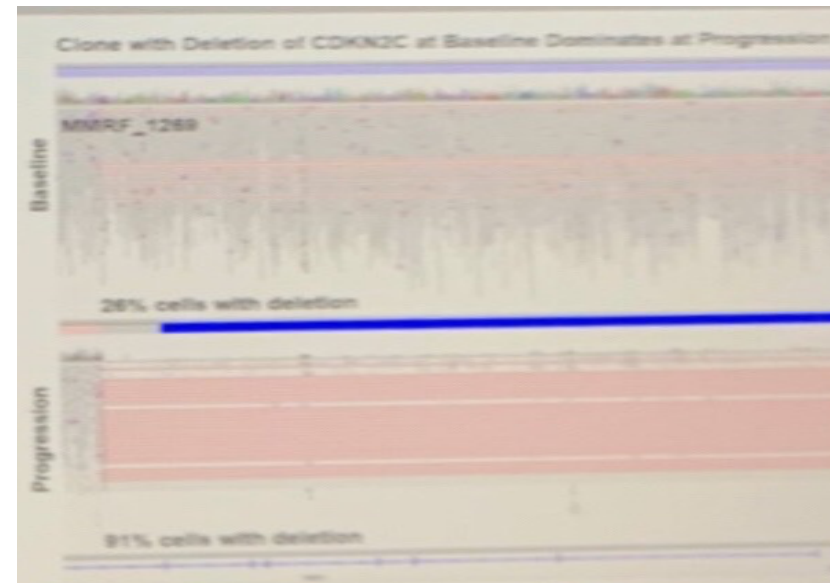 Clone with Deletion of CDKN2C at Baseline Dominates at Progression
Baseline
MMRF_1269
26% cells with deletion
Progression
91% cells with deletion